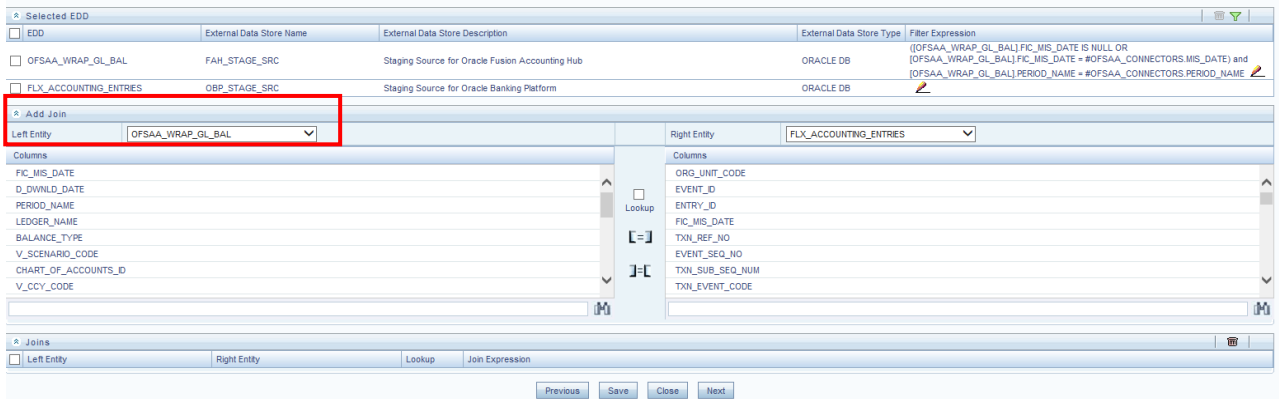 Selected EDD
EDD External Data Store Name External Data Store Description External Data Store Type Filter Expression
OFSAA_WRAP_GL_BAL FAH_STAGE_SRC Staging Source for Oracle Fusion Accounting Hub ORACLE DB ([OFSAA_WRAP_GL_BAL].FIC_MIS_DATE IS NULL OR
[OFSAA_WRAP_GL_BAL].FIC_MIS_DATE = #OFSAA_CONNECTORS.MIS_DATE) and
[OFSAA_WRAP_GL_BAL].PERIOD_NAME = #OFSAA_CONNECTORS.PERIOD_NAME
FLX_ACCOUNTING_ENTRIES OBP_STAGE_SRC Staging Source for Oracle Banking Platform ORACLE DB
Add Join
Left Entity OFSAA_WRAP_GL_BAL Right Entity FLX_ACCOUNTING_ENTRIES
Columns Columns
FIC_MIS_DATE ORG_UNIT_CODE
D_DWNLD_DATE EVENT_ID
PERIOD_NAME ENTRY_ID
Lookup
LEDGER_NAME FIC_MIS_DATE
BALANCE_TYPE TXN_REF_NO
V_SCENARIO_CODE EVENT_SEQ_NO
CHART_OF_ACCOUNTS_ID TXN_SUB_SEQ_NUM
V_CCY_CODE TXN_EVENT_CODE
Joins
Left Entity Right Entity Lookup Join Expression
Previous Save Close Next